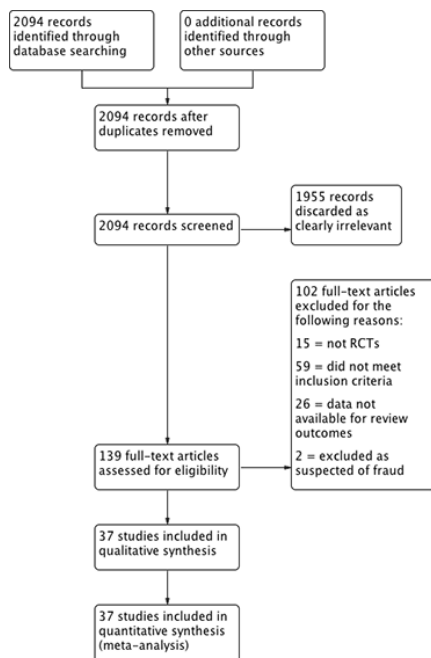 2094 records
identified through
database searching
0 additional records
identified through
other sources
2094 records after
duplicates removed
2094 records screened
1955 records
discarded as
clearly irrelevant
102 full-text articles
excluded for the
following reasons:
15 = not RCTs
59 = did not meet
inclusion criteria
26 = data not
available for review
outcomes
2 = excluded as
suspected of fraud
139 full-text articles
assessed for eligibility
37 studies included in
qualitative synthesis
37 studies included in
quantitative synthesis
(meta-analysis)